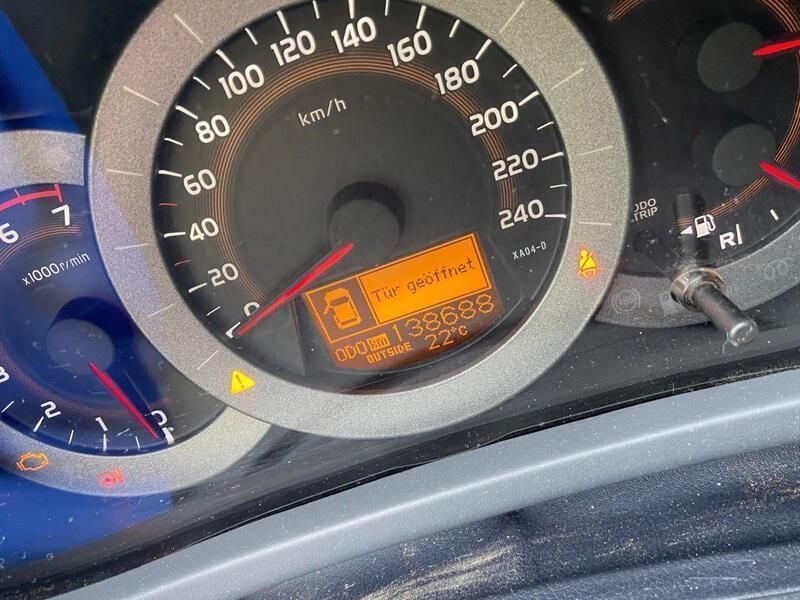 6 7
x1000r/min
3 2 1 0
0 20 40 60 80 100 120 140 160 180 200 220 240
km/h
XA04-D
Tür geöffnet
ODO km 138688
OUTSIDE 22°C
ODO
TRIP
R/